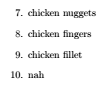 7. chicken nuggets
8. chicken fingers
9. chicken fillet
10. nah